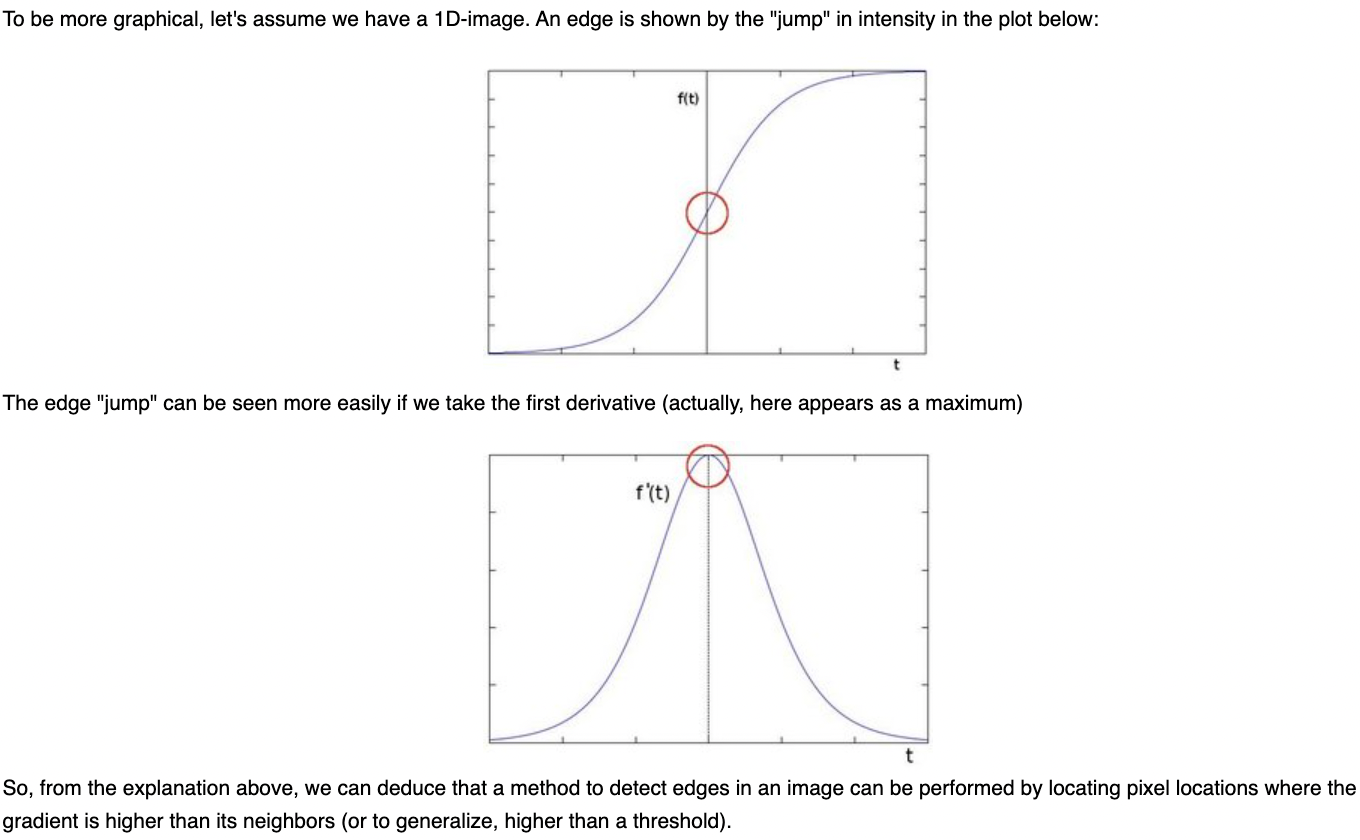 To be more graphical, let's assume we have a 1D-image. An edge is shown by the "jump" in intensity in the plot below:
f(t)
t
The edge "jump" can be seen more easily if we take the first derivative (actually, here appears as a maximum)
f'(t)
t
So, from the explanation above, we can deduce that a method to detect edges in an image can be performed by locating pixel locations where the
gradient is higher than its neighbors (or to generalize, higher than a threshold).